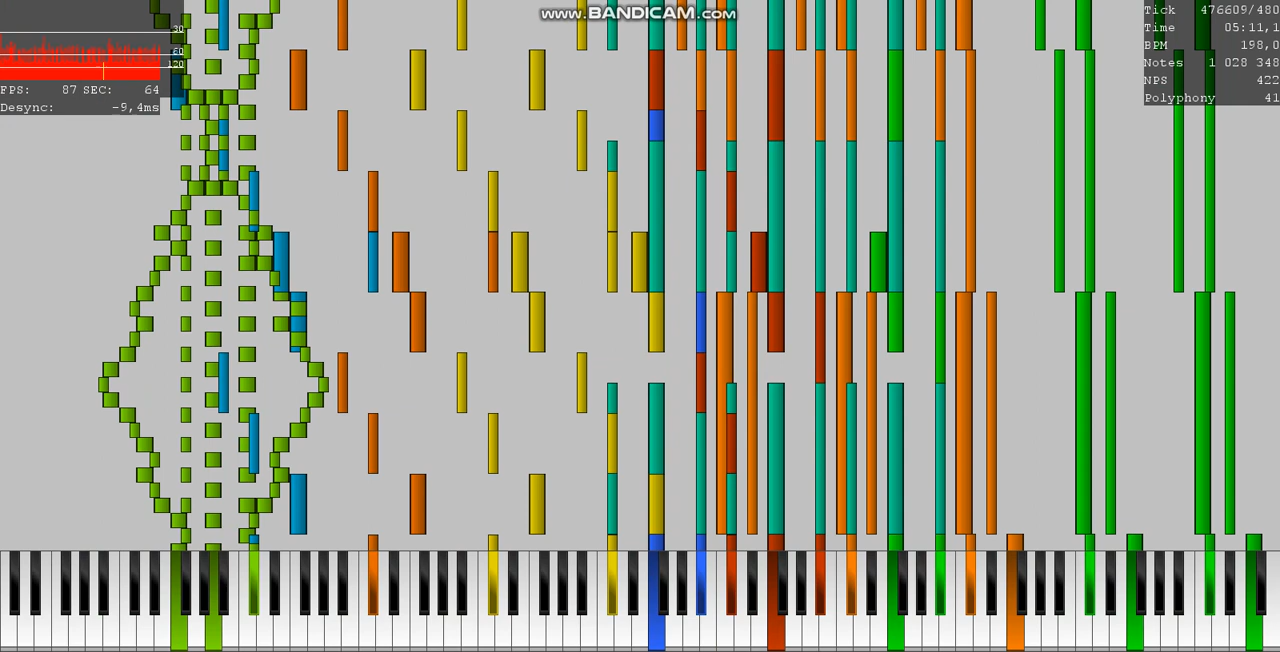 www.BANDICAM.com
30
60
120
FPS: 87 SEC: 64
Desync: -9,4ms
Tick 476609/480
Time 05:11,1
BPM 198,0
Notes 1 028 348
NPS 422
Polyphony 41